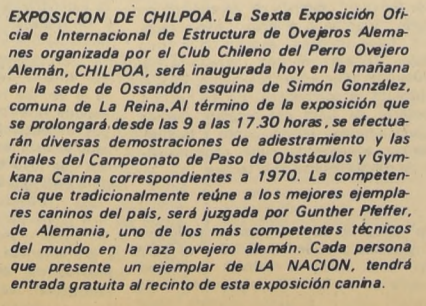 EXPOSICION DE CHILPOA. La Sexta Exposición Ofi-
cial e Internacional de Estructura de Ovejeros Alema-
nes organizada por el Club Chileno del Perro Ovejero
Alemán, CHILPOA, será inaugurada hoy en la mañana
en la sede de Ossandón esquina de Simón González,
comuna de La Reina.Al término de la exposición que
se prolongará desde las 9 a las 17.30 horas, se efectua-
rán diversas demostraciones de adiestramiento y las
finales del Campeonato de Paso de Obstáculos y Gym-
kana Canina correspondientes a 1970. La competen-
cia que tradicionalmente reúne a los mejores ejempla-
res caninos del país, será juzgada por Gunther Pfeffer,
de Alemania, uno de los más competentes técnicos
del mundo en la raza ovejero alemán. Cada persona
que presente un ejemplar de LA NACION, tendrá
entrada gratuita al recinto de esta exposición canina.